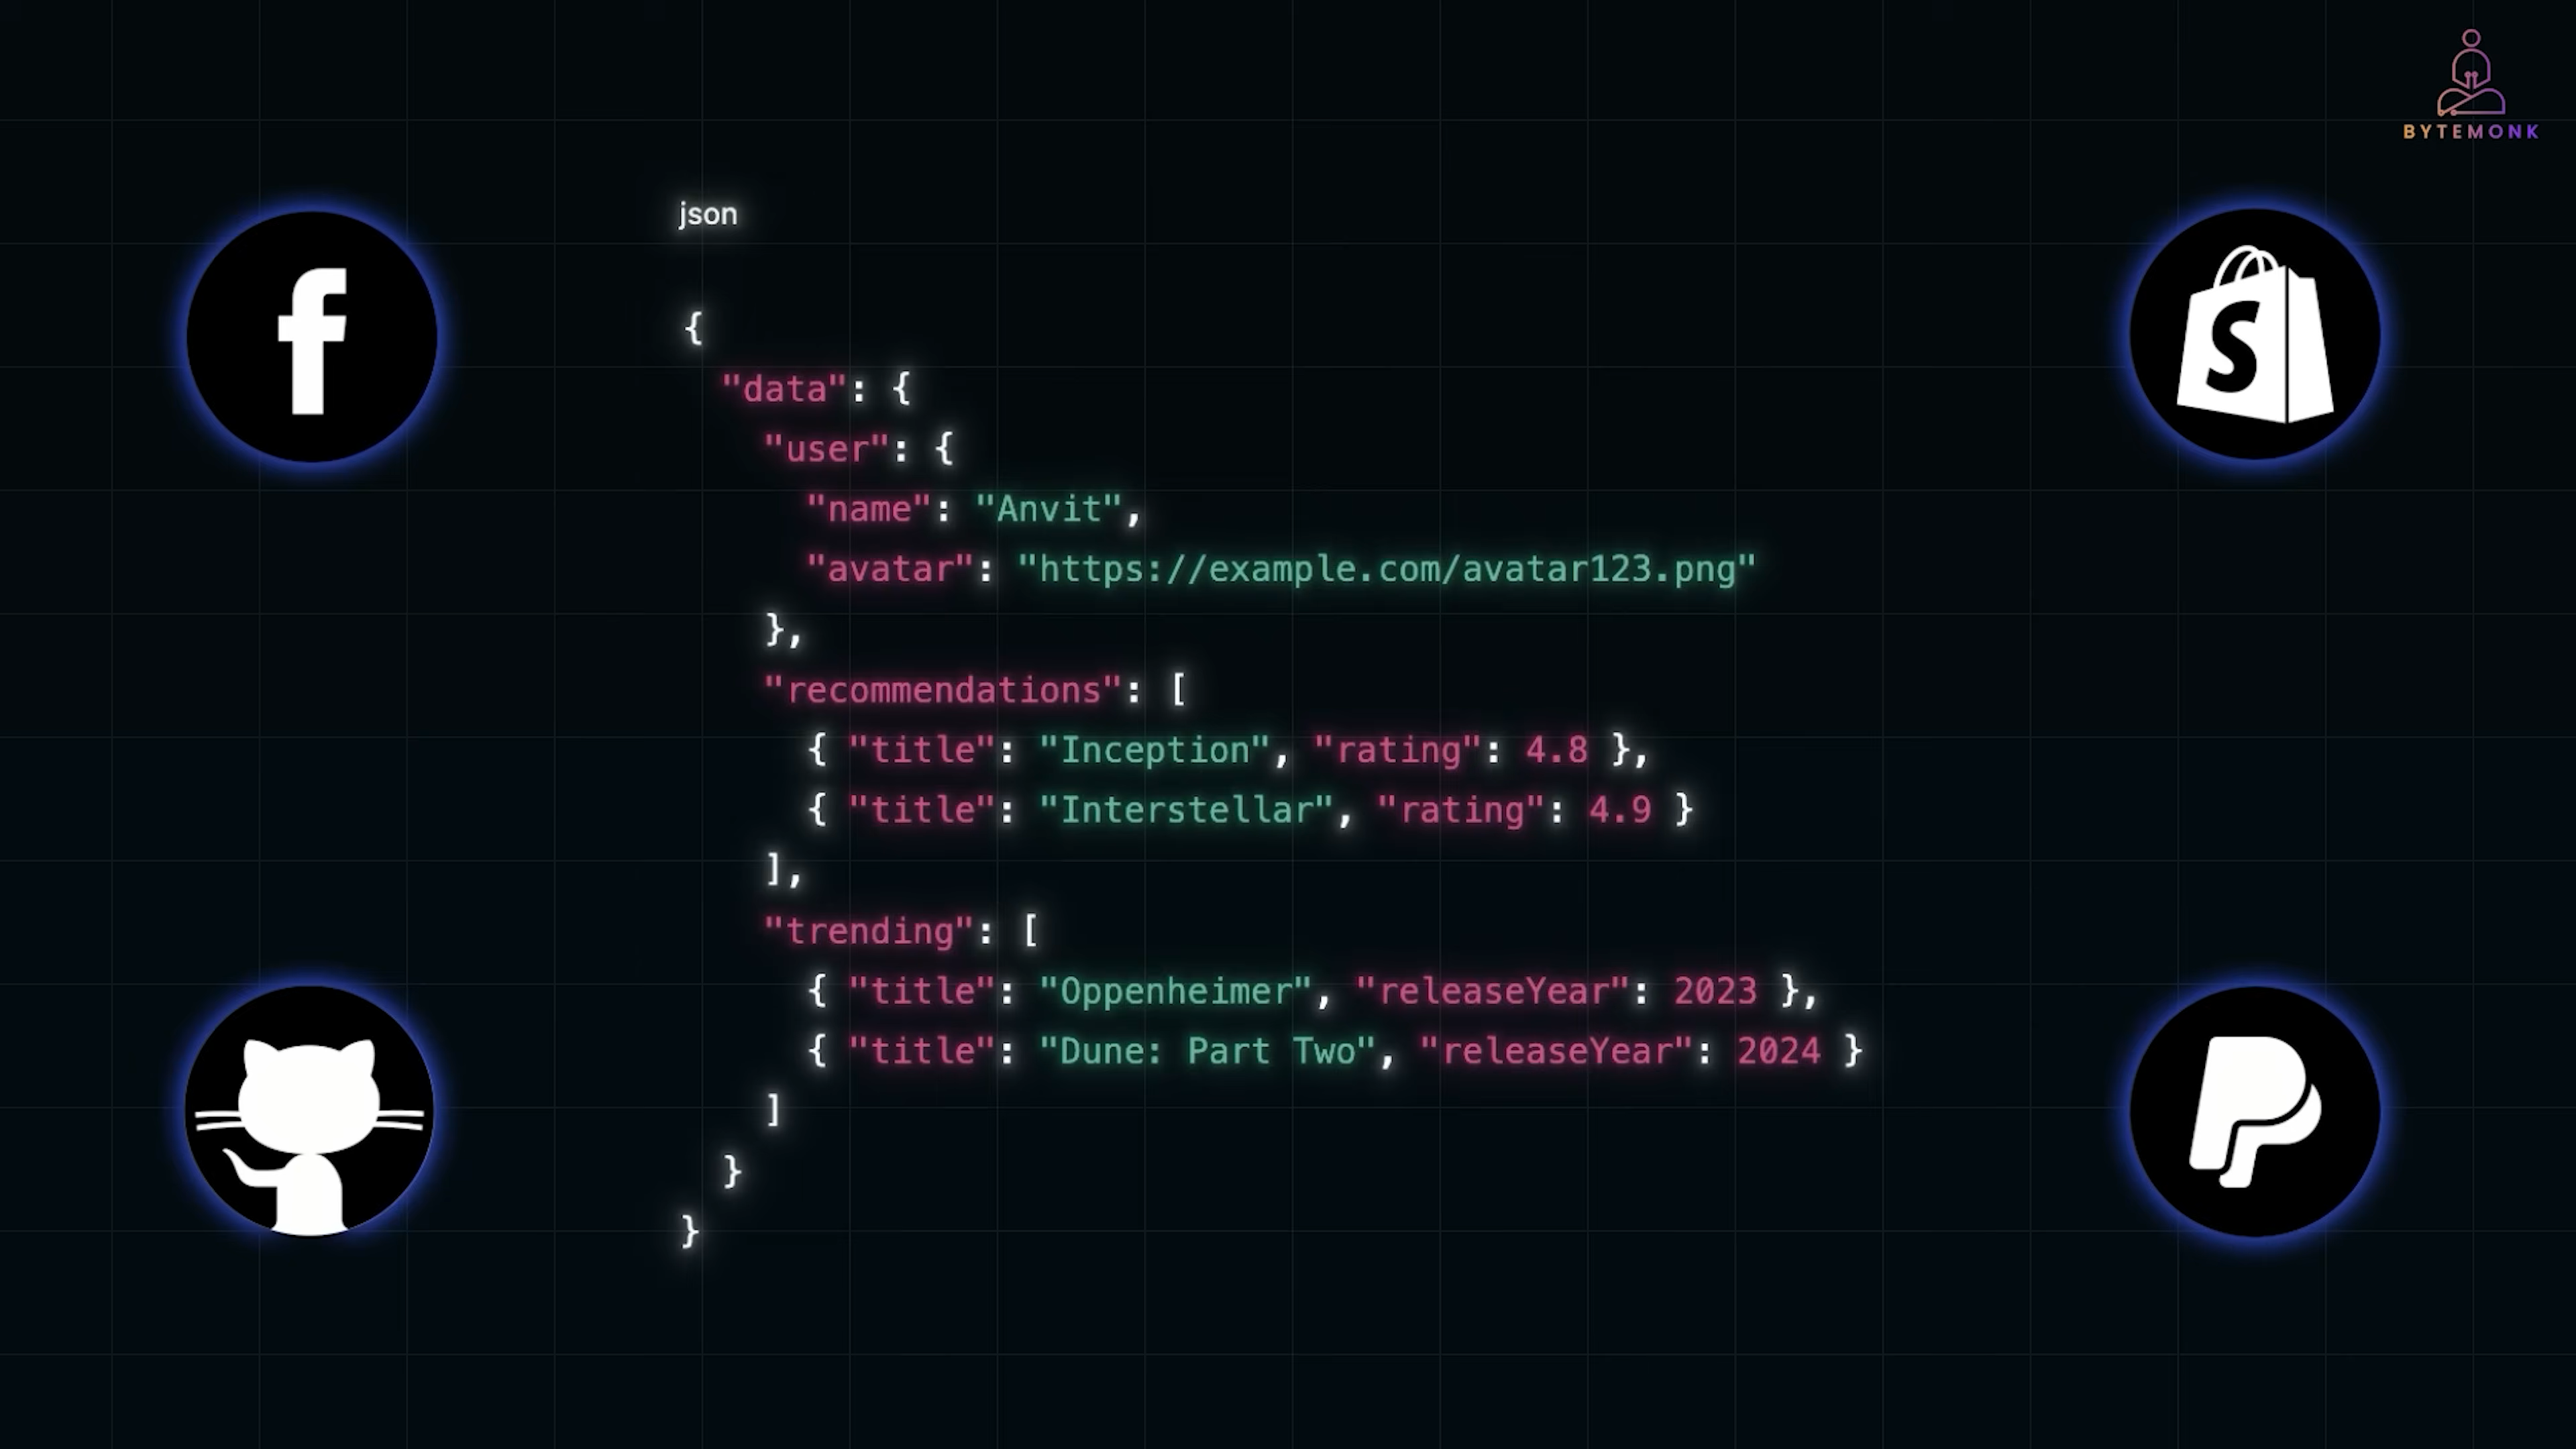 BYTEMONK
json
{
  "data": {
    "user": {
      "name": "Anvit",
      "avatar": "https://example.com/avatar123.png"
    },
    "recommendations": [
      { "title": "Inception", "rating": 4.8 },
      { "title": "Interstellar", "rating": 4.9 }
    ],
    "trending": [
      { "title": "Oppenheimer", "releaseYear": 2023 },
      { "title": "Dune: Part Two", "releaseYear": 2024 }
    ]
  }
}